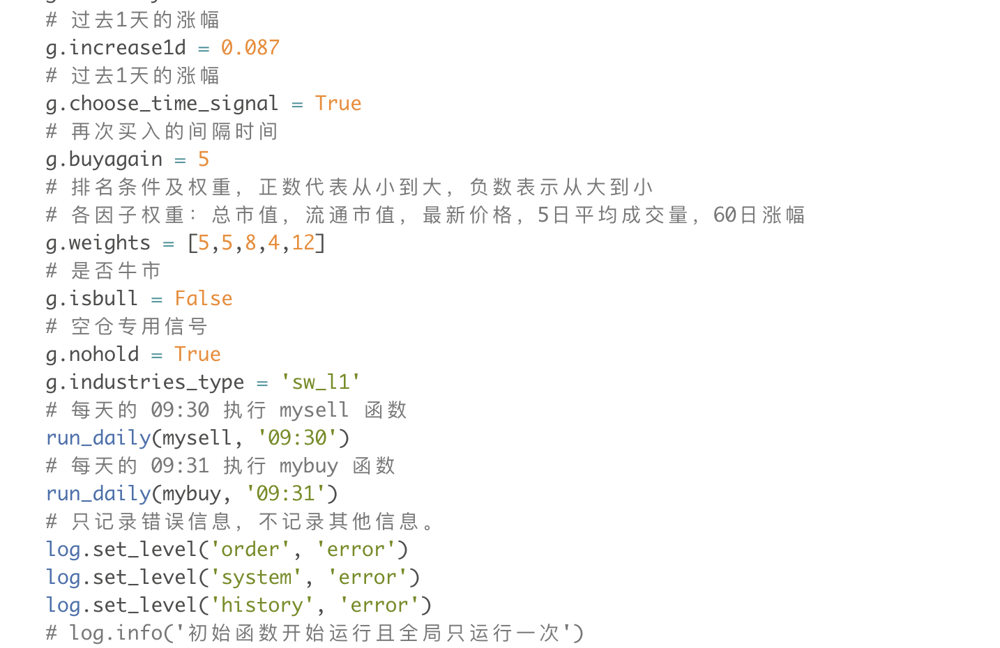 # 过去1天的涨幅
g.increase1d = 0.087
# 过去1天的涨幅
g.choose_time_signal = True
# 再次买入的间隔时间
g.buyagain = 5
# 排名条件及权重，正数代表从小到大，负数表示从大到小
# 各因子权重：总市值，流通市值，最新价格，5日平均成交量，60日涨幅
g.weights = [5,5,8,4,12]
# 是否牛市
g.isbull = False
# 空仓专用信号
g.nohold = True
g.industries_type = 'sw_l1'
# 每天的 09:30 执行 mysell 函数
run_daily(mysell, '09:30')
# 每天的 09:31 执行 mybuy 函数
run_daily(mybuy, '09:31')
# 只记录错误信息，不记录其他信息。
log.set_level('order', 'error')
log.set_level('system', 'error')
log.set_level('history', 'error')
# log.info('初始函数开始运行且全局只运行一次')